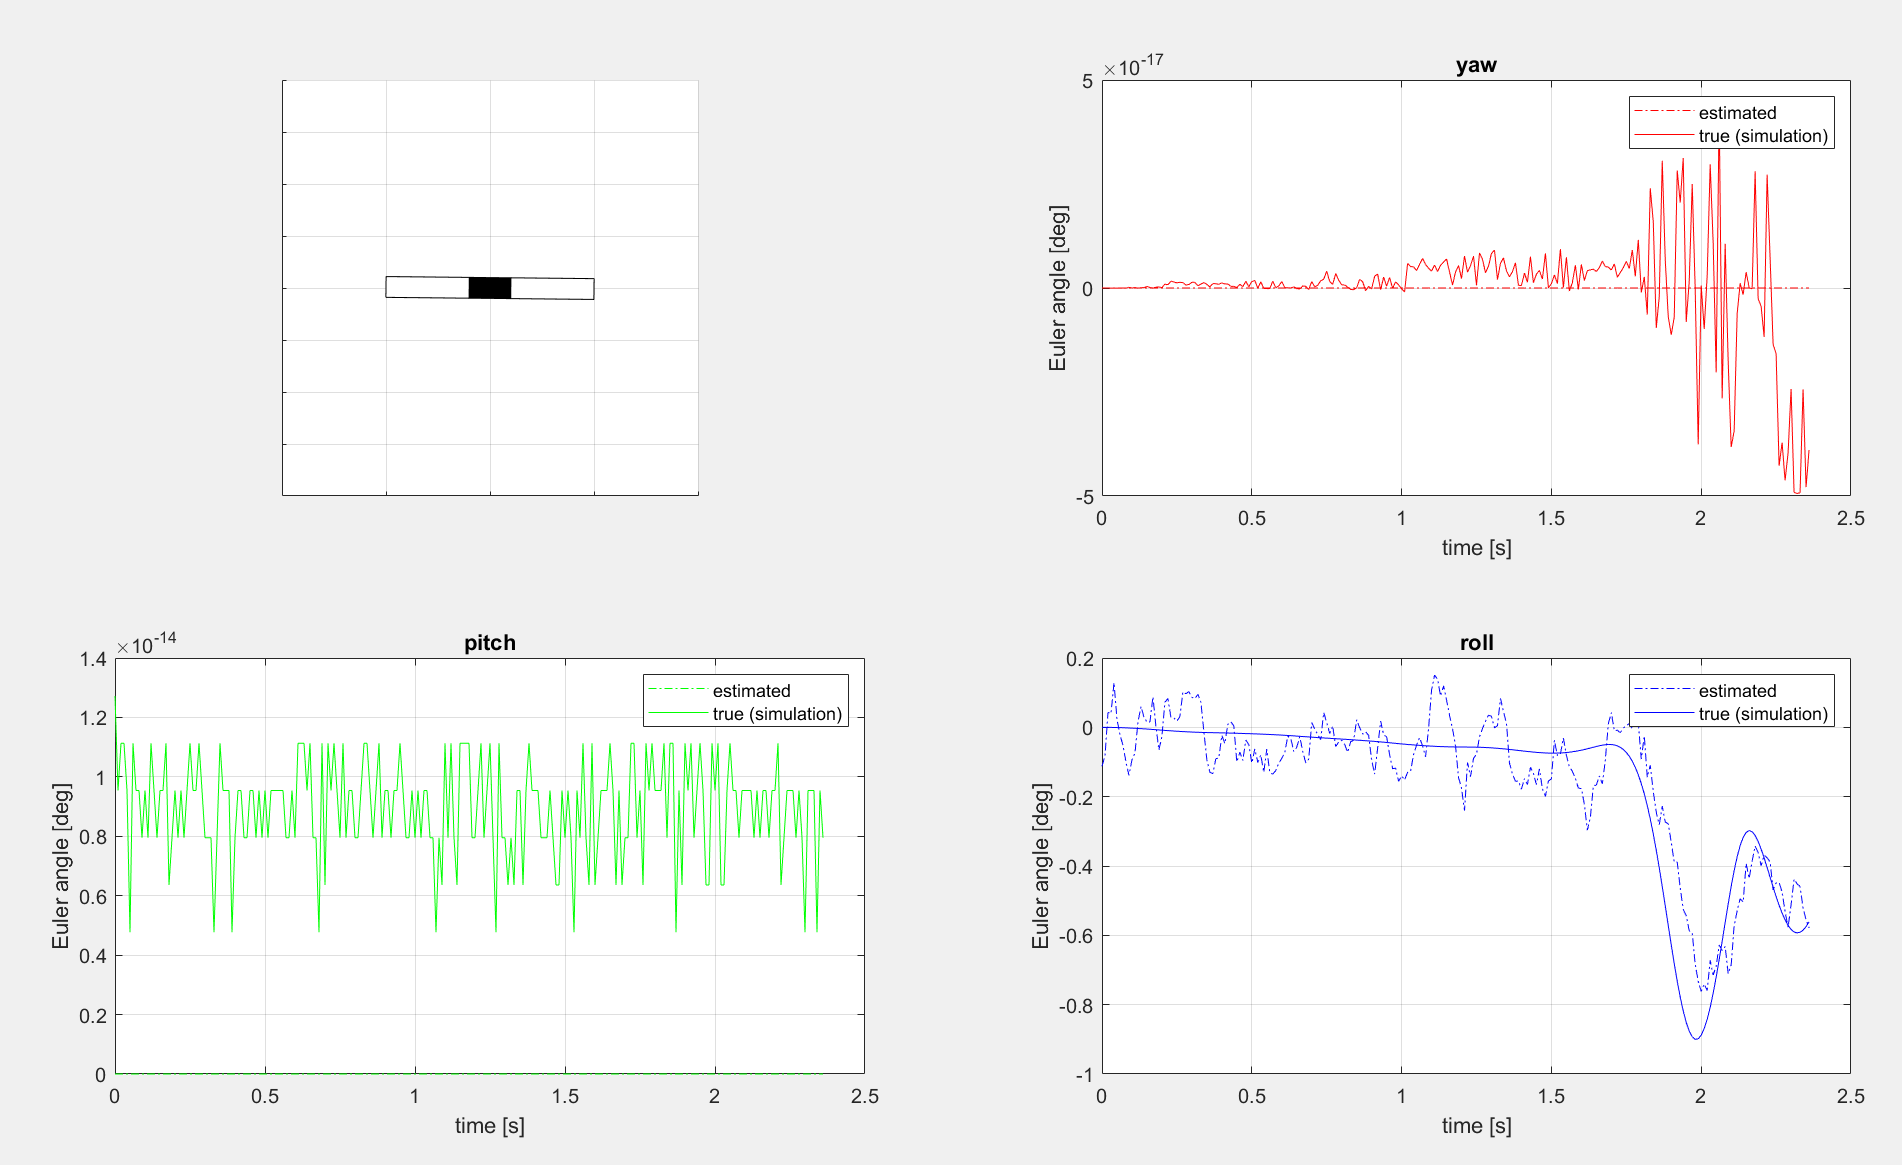 yaw
×10-17
5
0
-5
Euler angle [deg]
estimated
true (simulation)
0 0.5 1 1.5 2 2.5
time [s]
pitch
×10-14
1.4
1.2
1
0.8
0.6
0.4
0.2
0
Euler angle [deg]
estimated
true (simulation)
0 0.5 1 1.5 2 2.5
time [s]
roll
0.2
0
-0.2
-0.4
-0.6
-0.8
-1
Euler angle [deg]
estimated
true (simulation)
0 0.5 1 1.5 2 2.5
time [s]